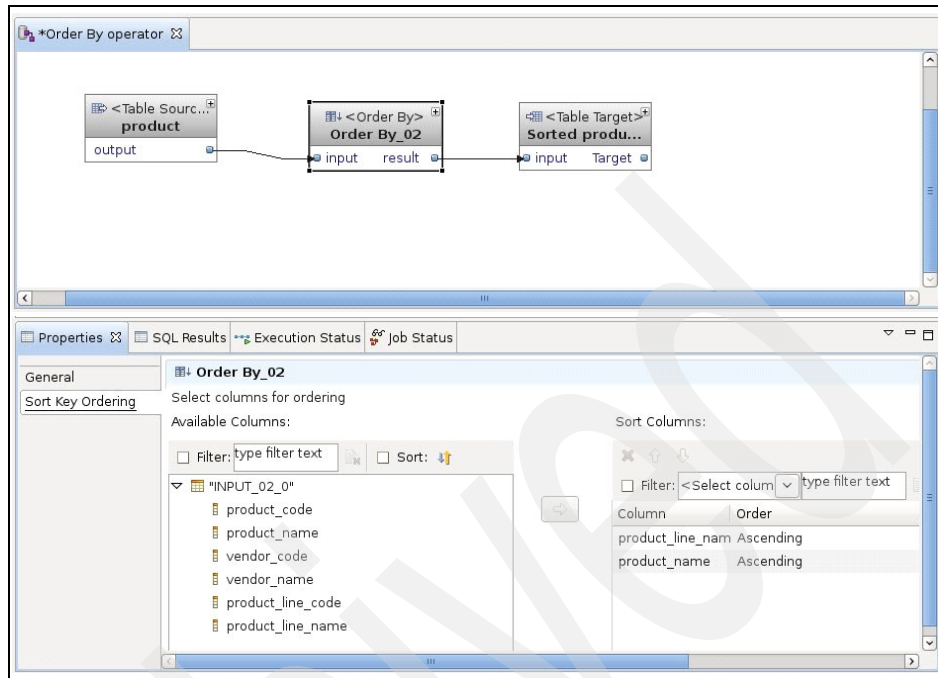 *Order By operator
<Table Sourc...
product
output
<Order By>
Order By_02
input result
<Table Target>
Sorted produ...
input Target
Properties SQL Results Execution Status Job Status
General
Sort Key Ordering
Order By_02
Select columns for ordering
Available Columns:
Filter: type filter text Sort:
"INPUT_02_0"
product_code
product_name
vendor_code
vendor_name
product_line_code
product_line_name
Sort Columns:
Filter: <Select colum type filter text
Column Order
product_line_nam Ascending
product_name Ascending